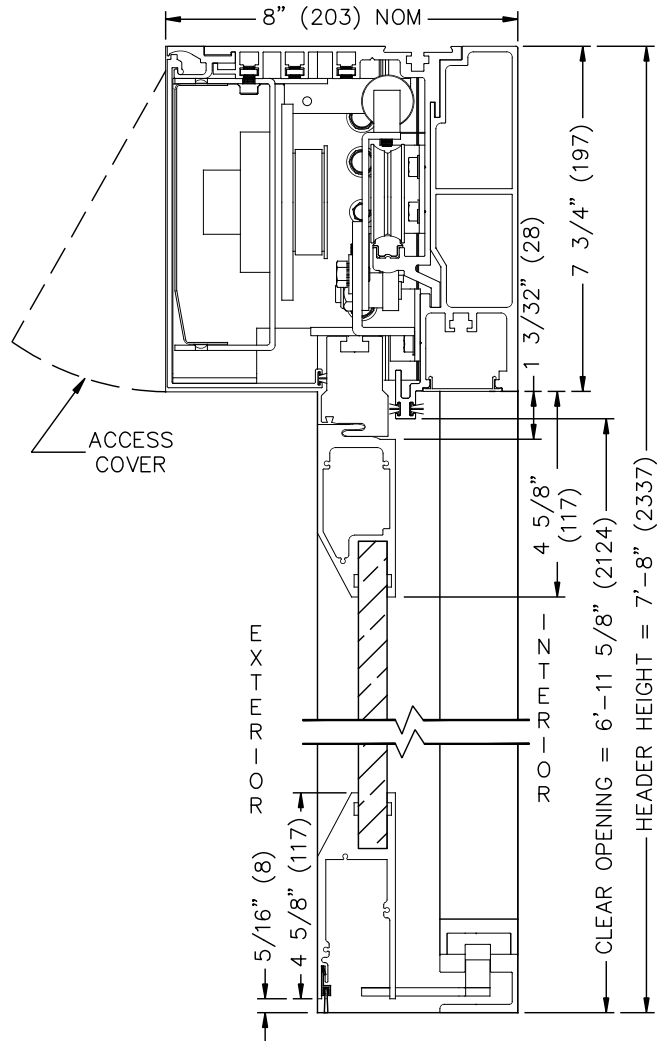 8" (203) NOM
7 3/4" (197)
1 3/32" (28)
ACCESS
COVER
4 5/8"
(117)
EXTERIOR
INTERIOR
CLEAR OPENING = 6'-11 5/8" (2124)
HEADER HEIGHT = 7'-8" (2337)
5/16" (8)
4 5/8" (117)